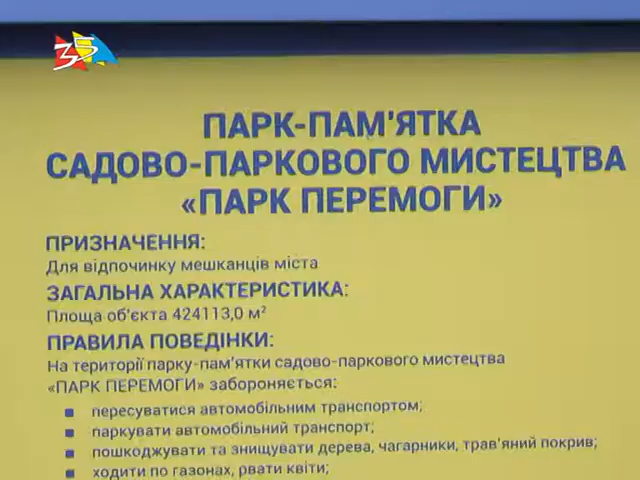 35
ПАРК-ПАМ'ЯТКА
САДОВО-ПАРКОВОГО МИСТЕЦТВА
«ПАРК ПЕРЕМОГИ»
ПРИЗНАЧЕННЯ:
Для відпочинку мешканців міста
ЗАГАЛЬНА ХАРАКТЕРИСТИКА:
Площа об'єкта 424113,0 м²
ПРАВИЛА ПОВЕДІНКИ:
На території парку-пам'ятки садово-паркового мистецтва
«ПАРК ПЕРЕМОГИ» забороняється:
пересуватися автомобільним транспортом;
паркувати автомобільний транспорт;
пошкоджувати та знищувати дерева, чагарники, трав'яний покрив;
ходити по газонах, рвати квіти;